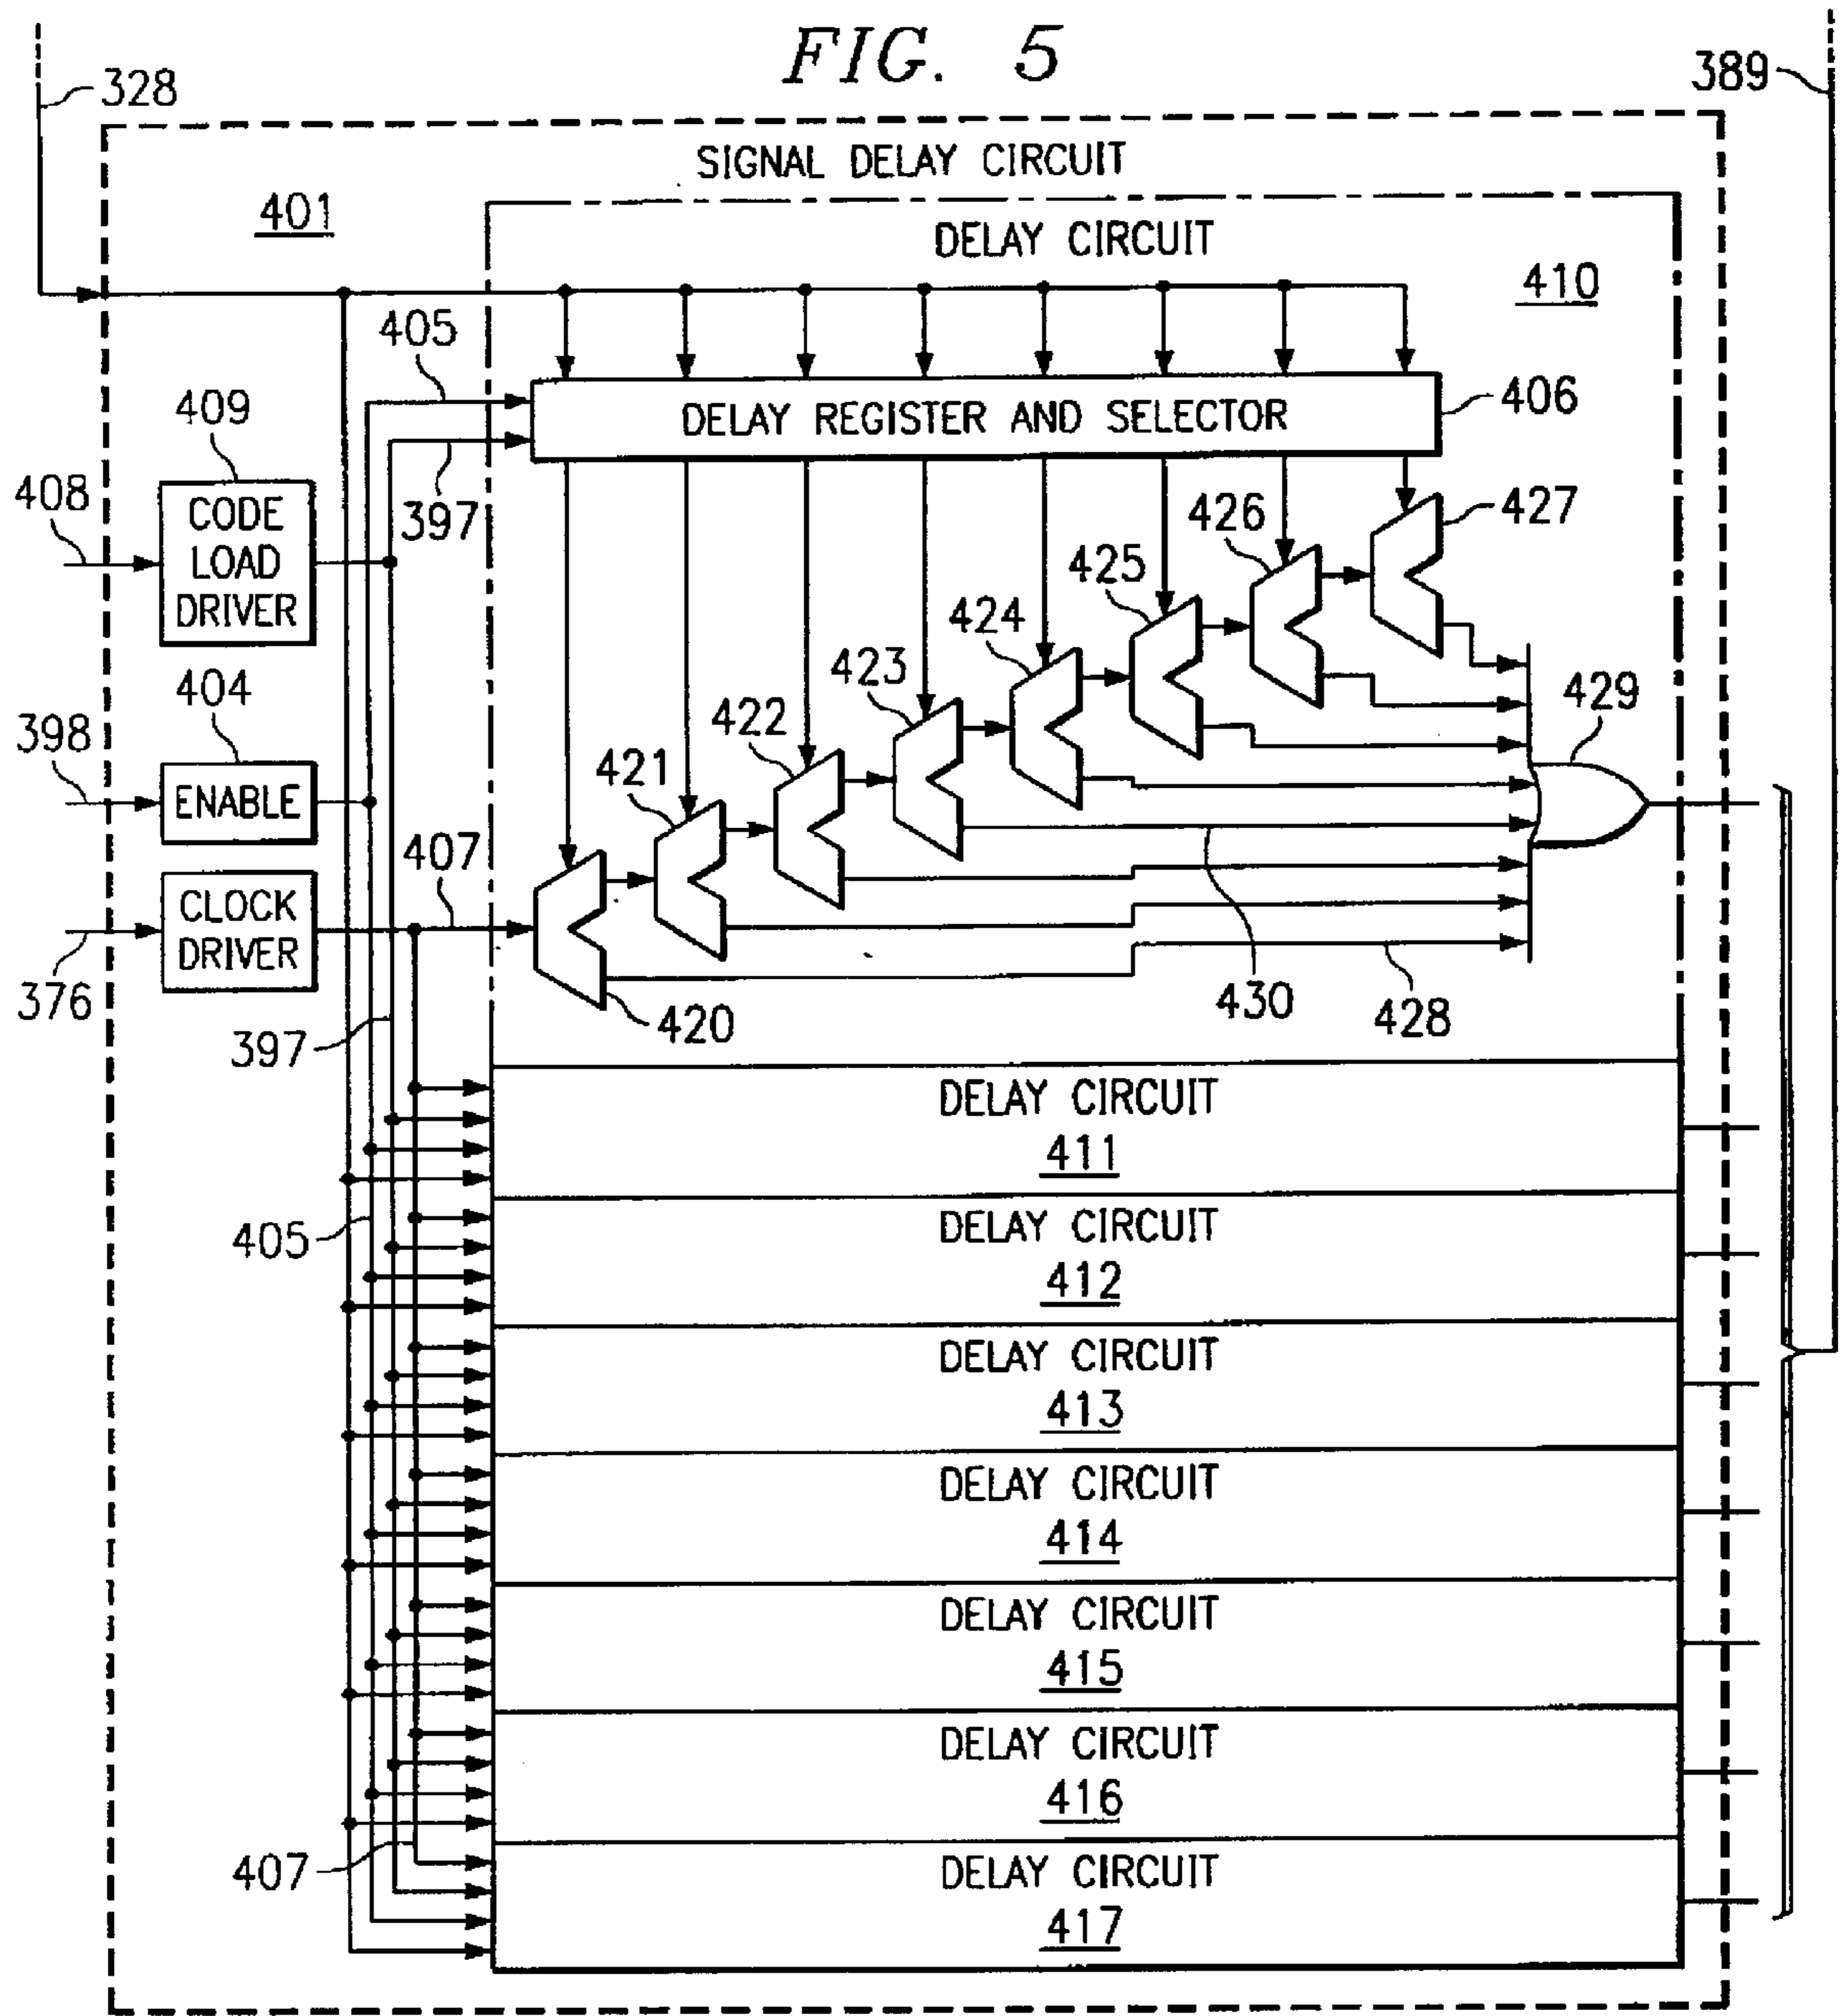 FIG. 5
328
389
SIGNAL DELAY CIRCUIT
401
DELAY CIRCUIT
410
405
409
DELAY REGISTER AND SELECTOR
406
408
CODE
LOAD
DRIVER
397
427
426
425
424
423
422
421
429
404
398
ENABLE
407
CLOCK
DRIVER
376
420
430
428
397
DELAY CIRCUIT
411
405
DELAY CIRCUIT
412
DELAY CIRCUIT
413
DELAY CIRCUIT
414
DELAY CIRCUIT
415
DELAY CIRCUIT
416
407
DELAY CIRCUIT
417